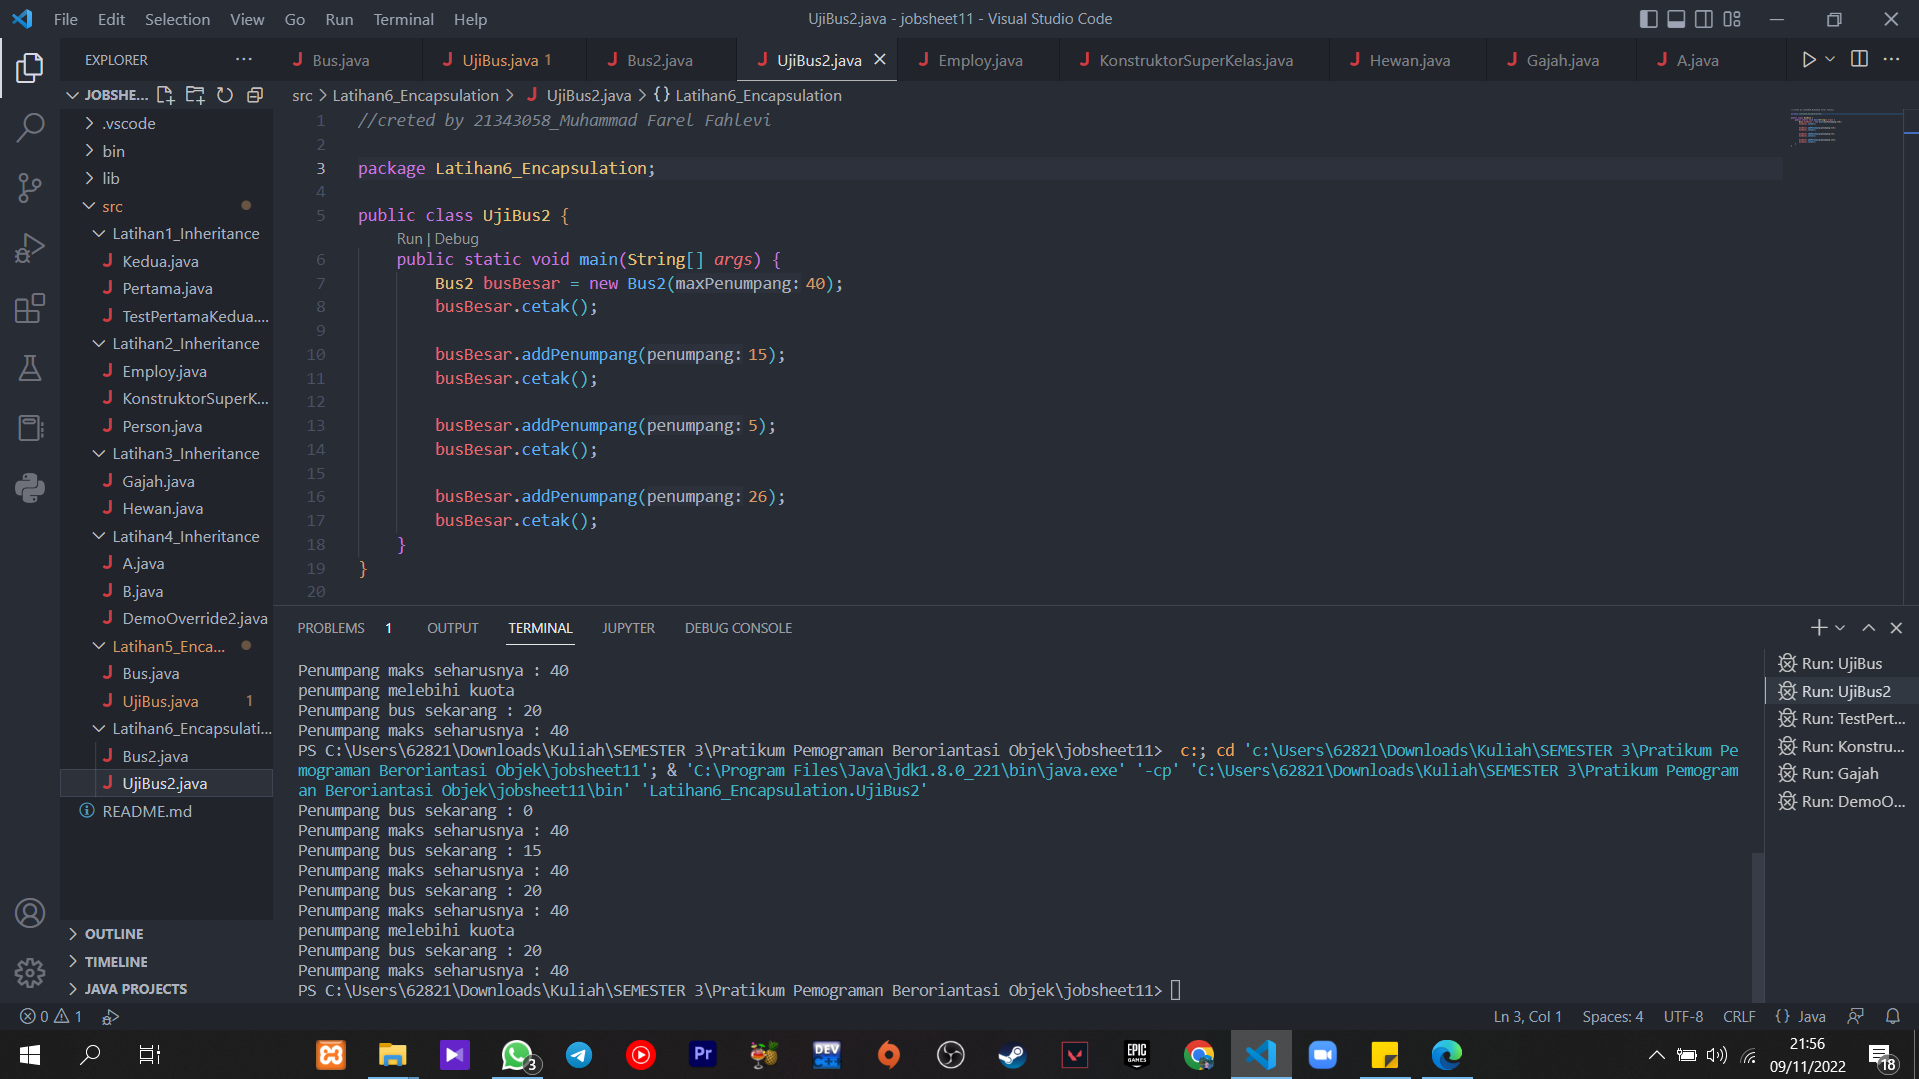 File Edit Selection View Go Run Terminal Help
UjiBus2.java - jobsheet11 - Visual Studio Code
EXPLORER
Bus.java
UjiBus.java 1
Bus2.java
UjiBus2.java
Employ.java
KonstruktorSuperKelas.java
Hewan.java
Gajah.java
A.java
JOBSHE...
src > Latihan6_Encapsulation > UjiBus2.java > {} Latihan6_Encapsulation
.vscode
bin
lib
src
Latihan1_Inheritance
Kedua.java
Pertama.java
TestPertamaKedua....
Latihan2_Inheritance
Employ.java
KonstruktorSuperK...
Person.java
Latihan3_Inheritance
Gajah.java
Hewan.java
Latihan4_Inheritance
A.java
B.java
DemoOverride2.java
Latihan5_Enca...
Bus.java
UjiBus.java 1
Latihan6_Encapsulati...
Bus2.java
UjiBus2.java
README.md
OUTLINE
TIMELINE
JAVA PROJECTS
1 //creted by 21343058_Muhammad Farel Fahlevi
2
3 package Latihan6_Encapsulation;
4
5 public class UjiBus2 {
Run | Debug
6 public static void main(String[] args) {
7 Bus2 busBesar = new Bus2(maxPenumpang: 40);
8 busBesar.cetak();
9
10 busBesar.addPenumpang(penumpang: 15);
11 busBesar.cetak();
12
13 busBesar.addPenumpang(penumpang: 5);
14 busBesar.cetak();
15
16 busBesar.addPenumpang(penumpang: 26);
17 busBesar.cetak();
18 }
19 }
20
PROBLEMS 1 OUTPUT TERMINAL JUPYTER DEBUG CONSOLE
Penumpang maks seharusnya : 40
penumpang melebihi kuota
Penumpang bus sekarang : 20
Penumpang maks seharusnya : 40
PS C:\Users\62821\Downloads\Kuliah\SEMESTER 3\Pratikum Pemograman Beroriantasi Objek\jobsheet11> c:; cd 'c:\Users\62821\Downloads\Kuliah\SEMESTER 3\Pratikum Pe
mograman Beroriantasi Objek\jobsheet11'; & 'C:\Program Files\Java\jdk1.8.0_221\bin\java.exe' '-cp' 'C:\Users\62821\Downloads\Kuliah\SEMESTER 3\Pratikum Pemogram
an Beroriantasi Objek\jobsheet11\bin' 'Latihan6_Encapsulation.UjiBus2'
Penumpang bus sekarang : 0
Penumpang maks seharusnya : 40
Penumpang bus sekarang : 15
Penumpang maks seharusnya : 40
Penumpang bus sekarang : 20
Penumpang maks seharusnya : 40
penumpang melebihi kuota
Penumpang bus sekarang : 20
Penumpang maks seharusnya : 40
PS C:\Users\62821\Downloads\Kuliah\SEMESTER 3\Pratikum Pemograman Beroriantasi Objek\jobsheet11>
Run: UjiBus
Run: UjiBus2
Run: TestPert...
Run: Konstru...
Run: Gajah
Run: DemoO...
0 1
Ln 3, Col 1 Spaces: 4 UTF-8 CRLF {} Java
3
Pr
DEV C++
EPIC GAMES
21:56
09/11/2022
18